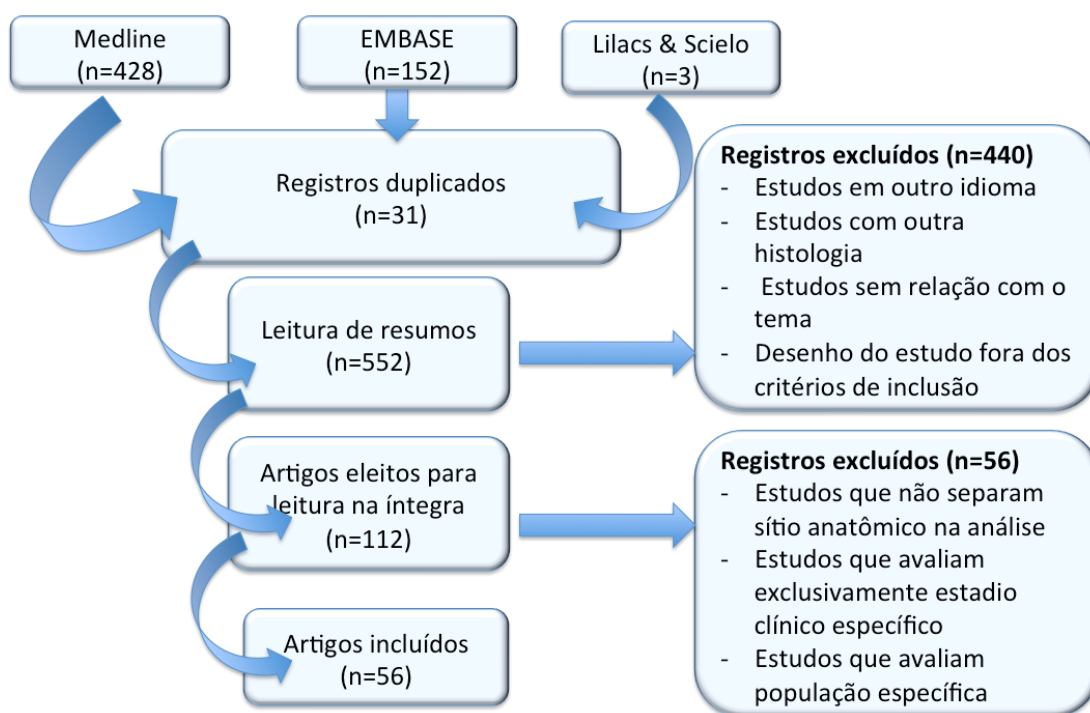 Medline
(n=428)
EMBASE
(n=152)
Lilacs & Scielo
(n=3)
Registros duplicados
(n=31)
Leitura de resumos
(n=552)
Registros excluídos (n=440)
- Estudos em outro idioma
- Estudos com outra
histologia
- Estudos sem relação com o
tema
- Desenho do estudo fora dos
critérios de inclusão
Artigos eleitos para
leitura na íntegra
(n=112)
Registros excluídos (n=56)
- Estudos que não separam
sítio anatômico na análise
- Estudos que avaliam
exclusivamente estadio
clínico específico
- Estudos que avaliam
população específica
Artigos incluídos
(n=56)